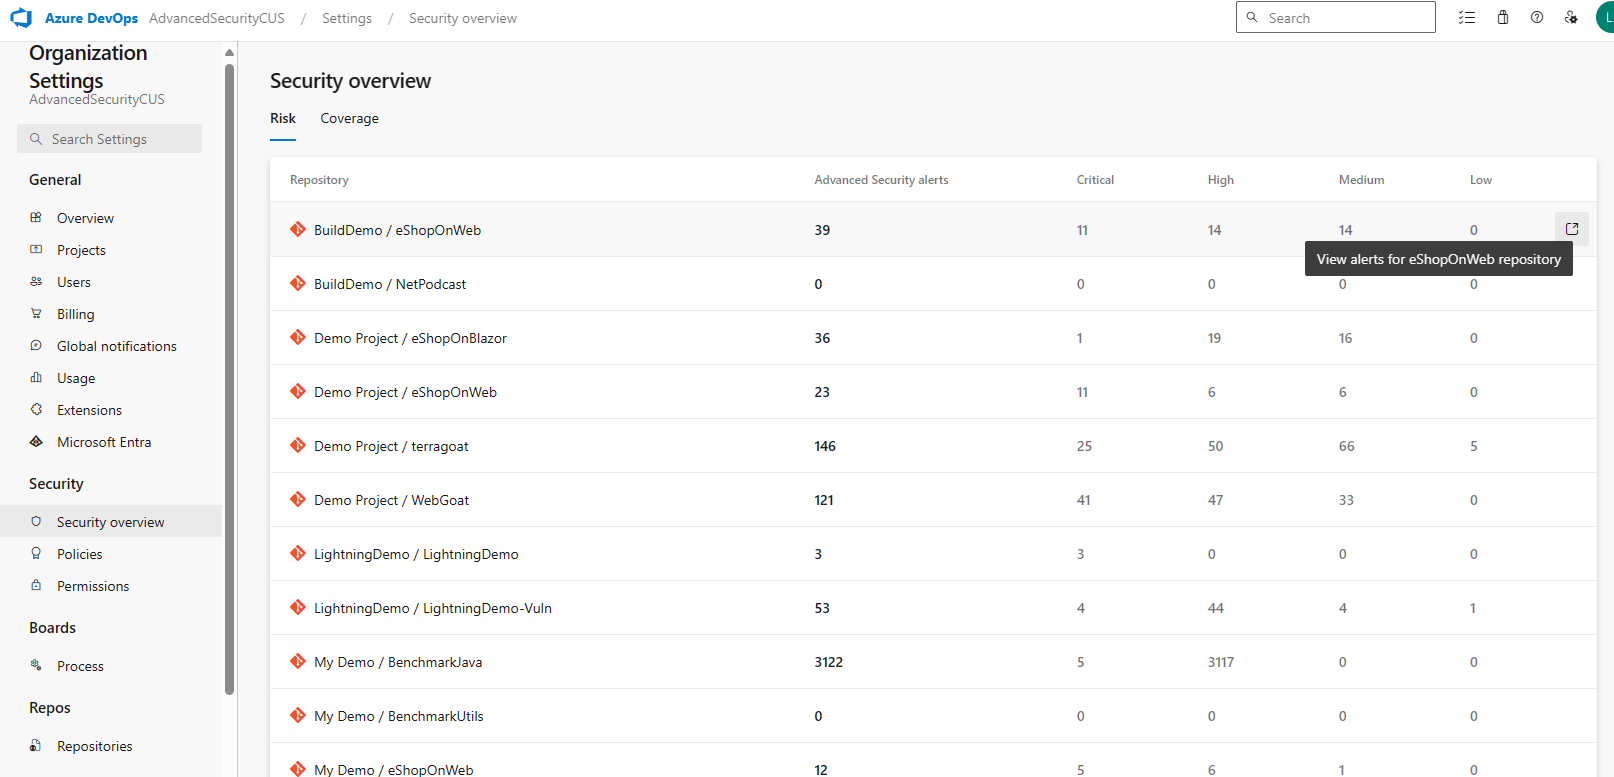 Azure DevOps AdvancedSecurityCUS / Settings / Security overview Search
Organization
Settings
AdvancedSecurityCUS
Search Settings
General
Overview
Projects
Users
Billing
Global notifications
Usage
Extensions
Microsoft Entra
Security
Security overview
Policies
Permissions
Boards
Process
Repos
Repositories
Security overview
Risk Coverage
Repository Advanced Security alerts Critical High Medium Low
BuildDemo / eShopOnWeb 39 11 14 14 0
View alerts for eShopOnWeb repository
BuildDemo / NetPodcast 0 0 0 0 0
Demo Project / eShopOnBlazor 36 1 19 16 0
Demo Project / eShopOnWeb 23 11 6 6 0
Demo Project / terragoat 146 25 50 66 5
Demo Project / WebGoat 121 41 47 33 0
LightningDemo / LightningDemo 3 3 0 0 0
LightningDemo / LightningDemo-Vuln 53 4 44 4 1
My Demo / BenchmarkJava 3122 5 3117 0 0
My Demo / BenchmarkUtils 0 0 0 0 0
My Demo / eShopOnWeb 12 5 6 1 0